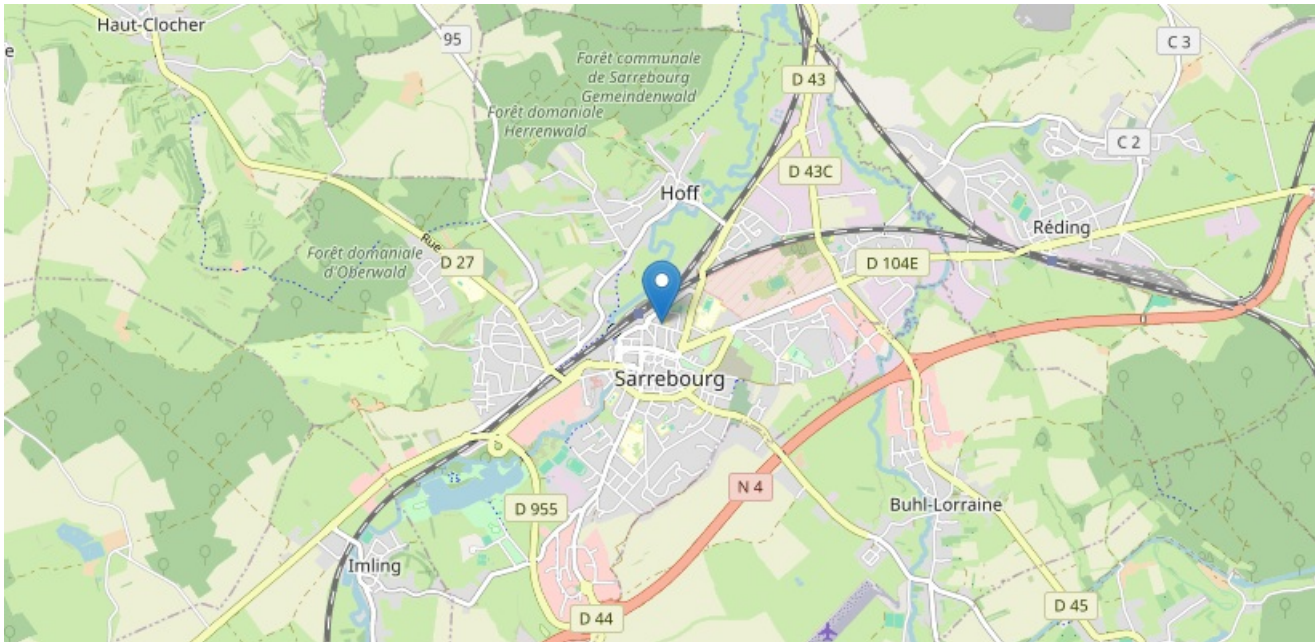 Haut-Clocher
e
95
C 3
Forêt communale
de Sarrebourg
Gemeindenwald
D 43
Forêt domaniale
Herrenwald
C 2
D 43C
Hoff
Réding
Rue
Forêt domaniale
d'Oberwald
D 27
D 104E
Sarrebourg
N 4
D 955
Buhl-Lorraine
Imling
D 44
D 45